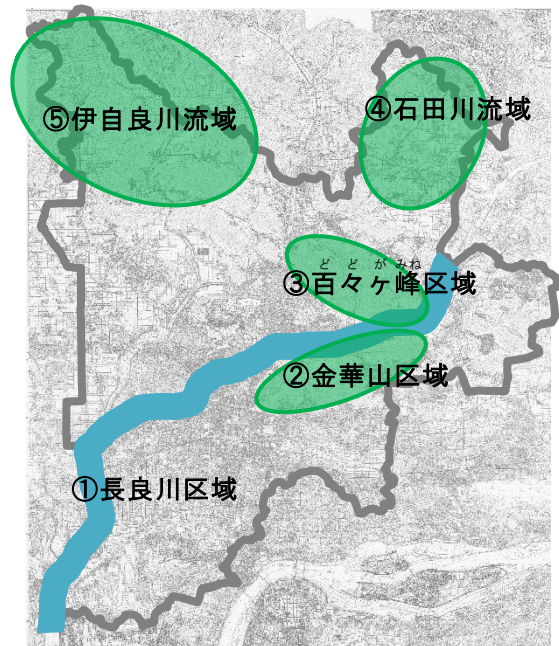 ⑤伊自良川流域
④石田川流域
どどがみね
③百々ヶ峰区域
②金華山区域
①長良川区域